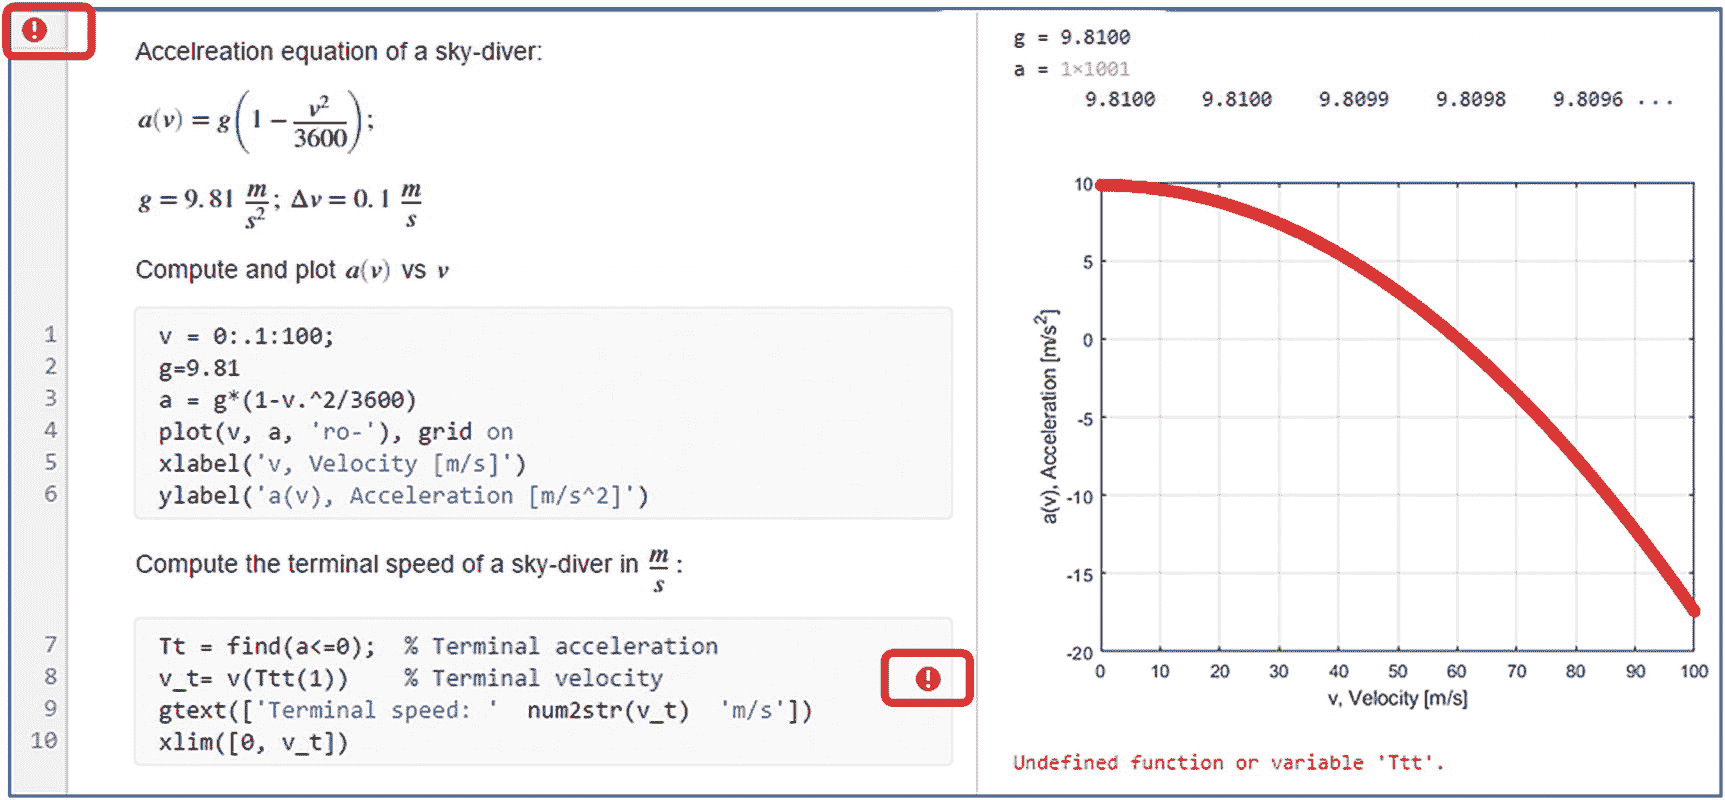 Accelreation equation of a sky-diver:
a(v) = g(1 − v²/3600);
g = 9.81 m/s²; Δv = 0.1 m/s
Compute and plot a(v) vs v
1 v = 0:.1:100;
2 g=9.81
3 a = g*(1-v.^2/3600)
4 plot(v, a, 'ro-'), grid on
5 xlabel('v, Velocity [m/s]')
6 ylabel('a(v), Acceleration [m/s^2]')
Compute the terminal speed of a sky-diver in m/s :
7 Tt = find(a<=0); % Terminal acceleration
8 v_t= v(Ttt(1)) % Terminal velocity
9 gtext(['Terminal speed: ' num2str(v_t) 'm/s'])
10 xlim([0, v_t])
g = 9.8100
a = 1×1001
9.8100 9.8100 9.8099 9.8098 9.8096 ...
a(v), Acceleration [m/s²]
10
5
0
-5
-10
-15
-20
0 10 20 30 40 50 60 70 80 90 100
v, Velocity [m/s]
Undefined function or variable 'Ttt'.